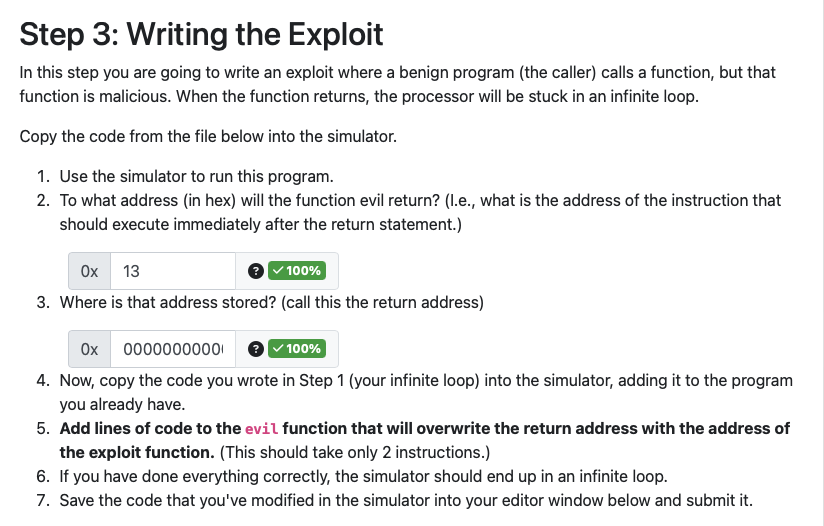 Step 3: Writing the Exploit
In this step you are going to write an exploit where a benign program (the caller) calls a function, but that
function is malicious. When the function returns, the processor will be stuck in an infinite loop.
Copy the code from the file below into the simulator.
1. Use the simulator to run this program.
2. To what address (in hex) will the function evil return? (I.e., what is the address of the instruction that
should execute immediately after the return statement.)
0x 13 ? ✓ 100%
3. Where is that address stored? (call this the return address)
0x 0000000000 ? ✓ 100%
4. Now, copy the code you wrote in Step 1 (your infinite loop) into the simulator, adding it to the program
you already have.
5. Add lines of code to the evil function that will overwrite the return address with the address of
the exploit function. (This should take only 2 instructions.)
6. If you have done everything correctly, the simulator should end up in an infinite loop.
7. Save the code that you've modified in the simulator into your editor window below and submit it.